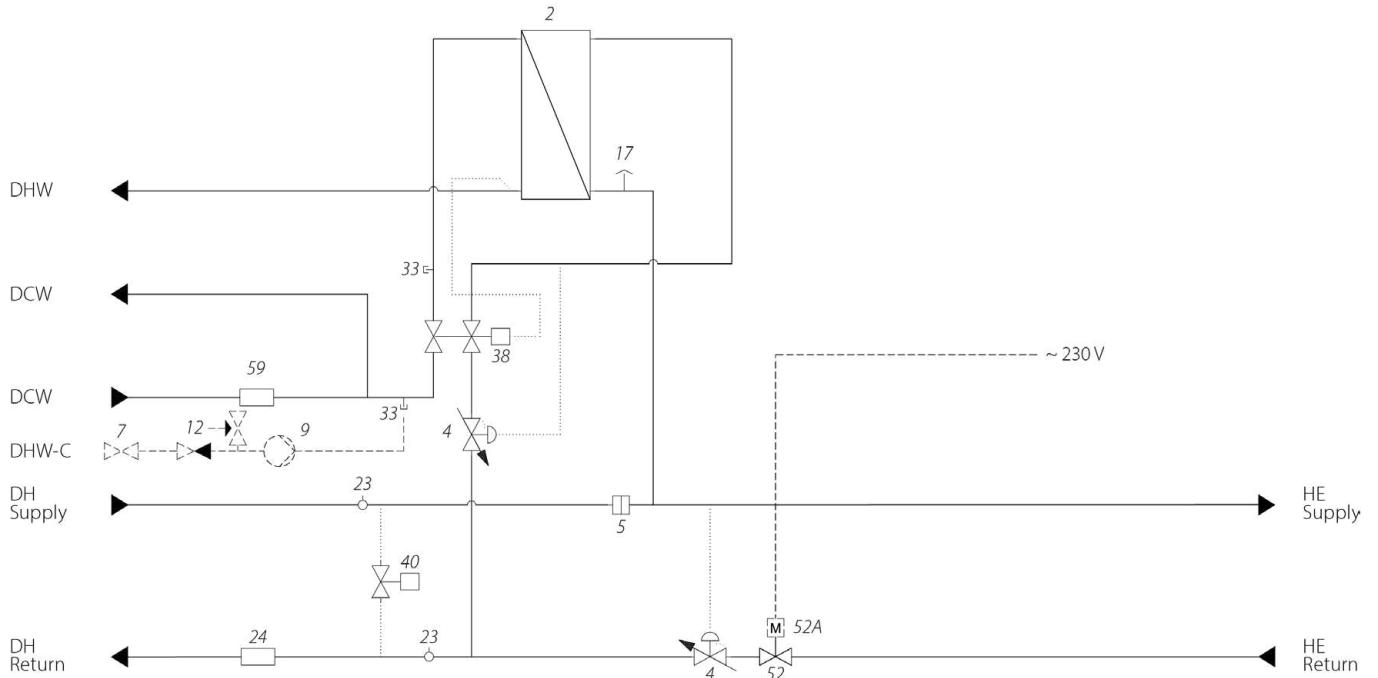 2
17
DHW
33
DCW
38
59
~ 230 V
DCW
33
7
12
9
4
DHW-C
23
DH
Supply
5
HE
Supply
40
24
23
M
52A
DH
Return
4
52
HE
Return